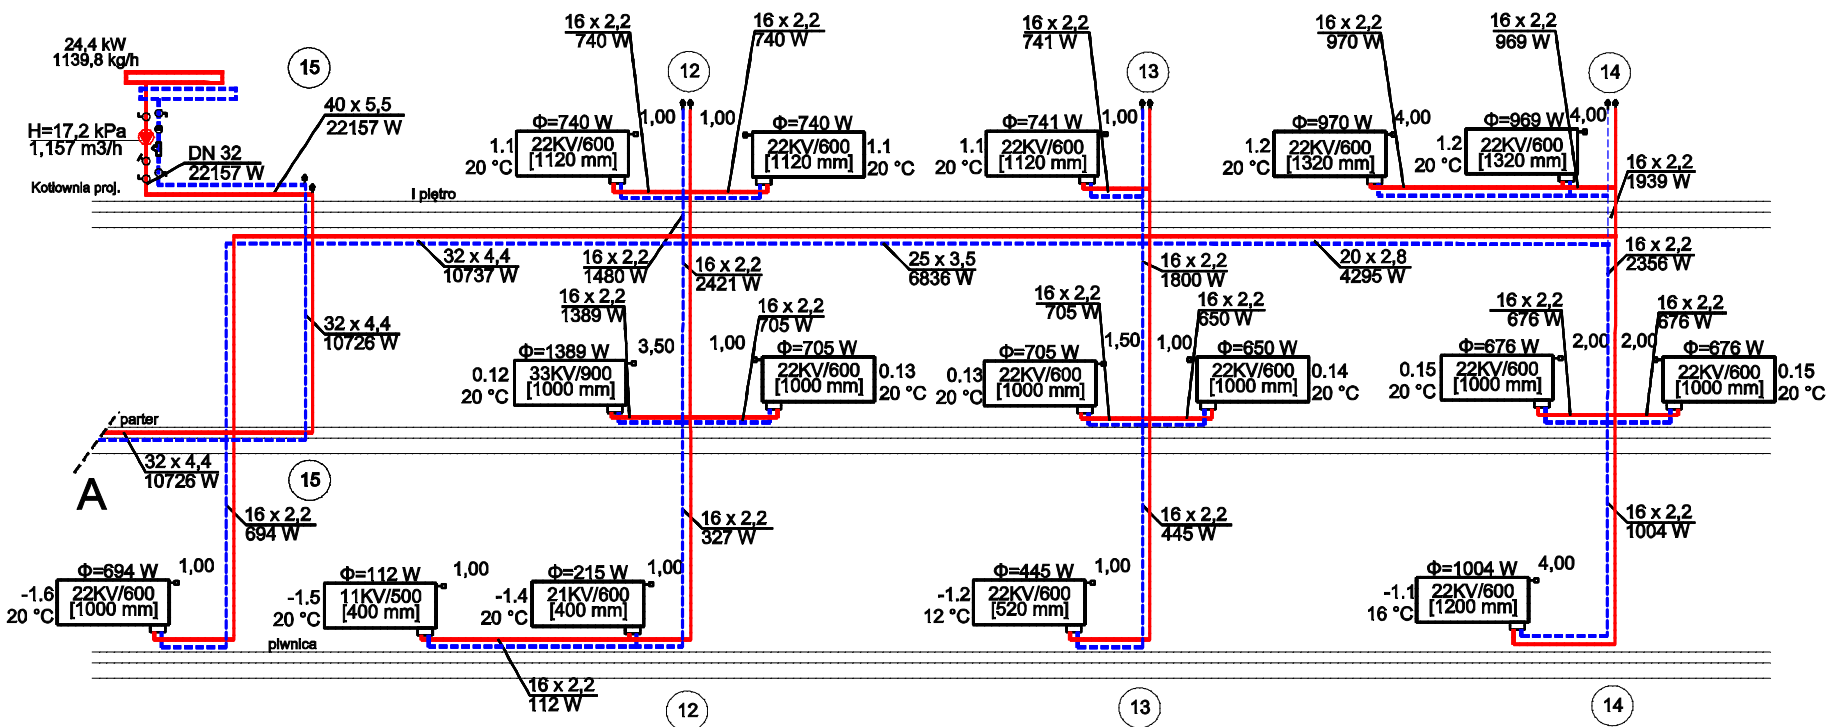 24,4 kW
1139,8 kg/h
15
H=17,2 kPa
1,157 m3/h
DN 32
22157 W
40 x 5,5
22157 W
Kotłownia proj.
16 x 2,2
740 W
16 x 2,2
740 W
12
16 x 2,2
741 W
13
16 x 2,2
970 W
16 x 2,2
969 W
14
Φ=740 W
22KV/600
[1120 mm]
1.1
20 °C
1,00
1,00
Φ=740 W
22KV/600
[1120 mm]
1.1
20 °C
Φ=741 W
22KV/600
[1120 mm]
1.1
20 °C
1,00
Φ=970 W
22KV/600
[1320 mm]
1.2
20 °C
4,00
Φ=969 W
22KV/600
[1320 mm]
1.2
20 °C
4,00
16 x 2,2
1939 W
I piętro
32 x 4,4
10737 W
16 x 2,2
1480 W
16 x 2,2
2421 W
25 x 3,5
6836 W
16 x 2,2
1800 W
20 x 2,8
4295 W
16 x 2,2
2356 W
32 x 4,4
10726 W
16 x 2,2
1389 W
16 x 2,2
705 W
16 x 2,2
705 W
16 x 2,2
650 W
16 x 2,2
676 W
16 x 2,2
676 W
Φ=1389 W
33KV/900
[1000 mm]
0.12
20 °C
3,50
1,00
Φ=705 W
22KV/600
[1000 mm]
0.13
20 °C
Φ=705 W
22KV/600
[1000 mm]
0.13
20 °C
1,50
1,00
Φ=650 W
22KV/600
[1000 mm]
0.14
20 °C
Φ=676 W
22KV/600
[1000 mm]
0.15
20 °C
2,00
2,00
Φ=676 W
22KV/600
[1000 mm]
0.15
20 °C
parter
32 x 4,4
10726 W
A
15
16 x 2,2
694 W
16 x 2,2
327 W
16 x 2,2
445 W
16 x 2,2
1004 W
Φ=694 W
22KV/600
[1000 mm]
-1.6
20 °C
1,00
Φ=112 W
11KV/500
[400 mm]
-1.5
20 °C
1,00
Φ=215 W
21KV/600
[400 mm]
-1.4
20 °C
1,00
Φ=445 W
22KV/600
[520 mm]
-1.2
12 °C
1,00
Φ=1004 W
22KV/600
[1200 mm]
-1.1
16 °C
4,00
piwnica
16 x 2,2
112 W
12
13
14